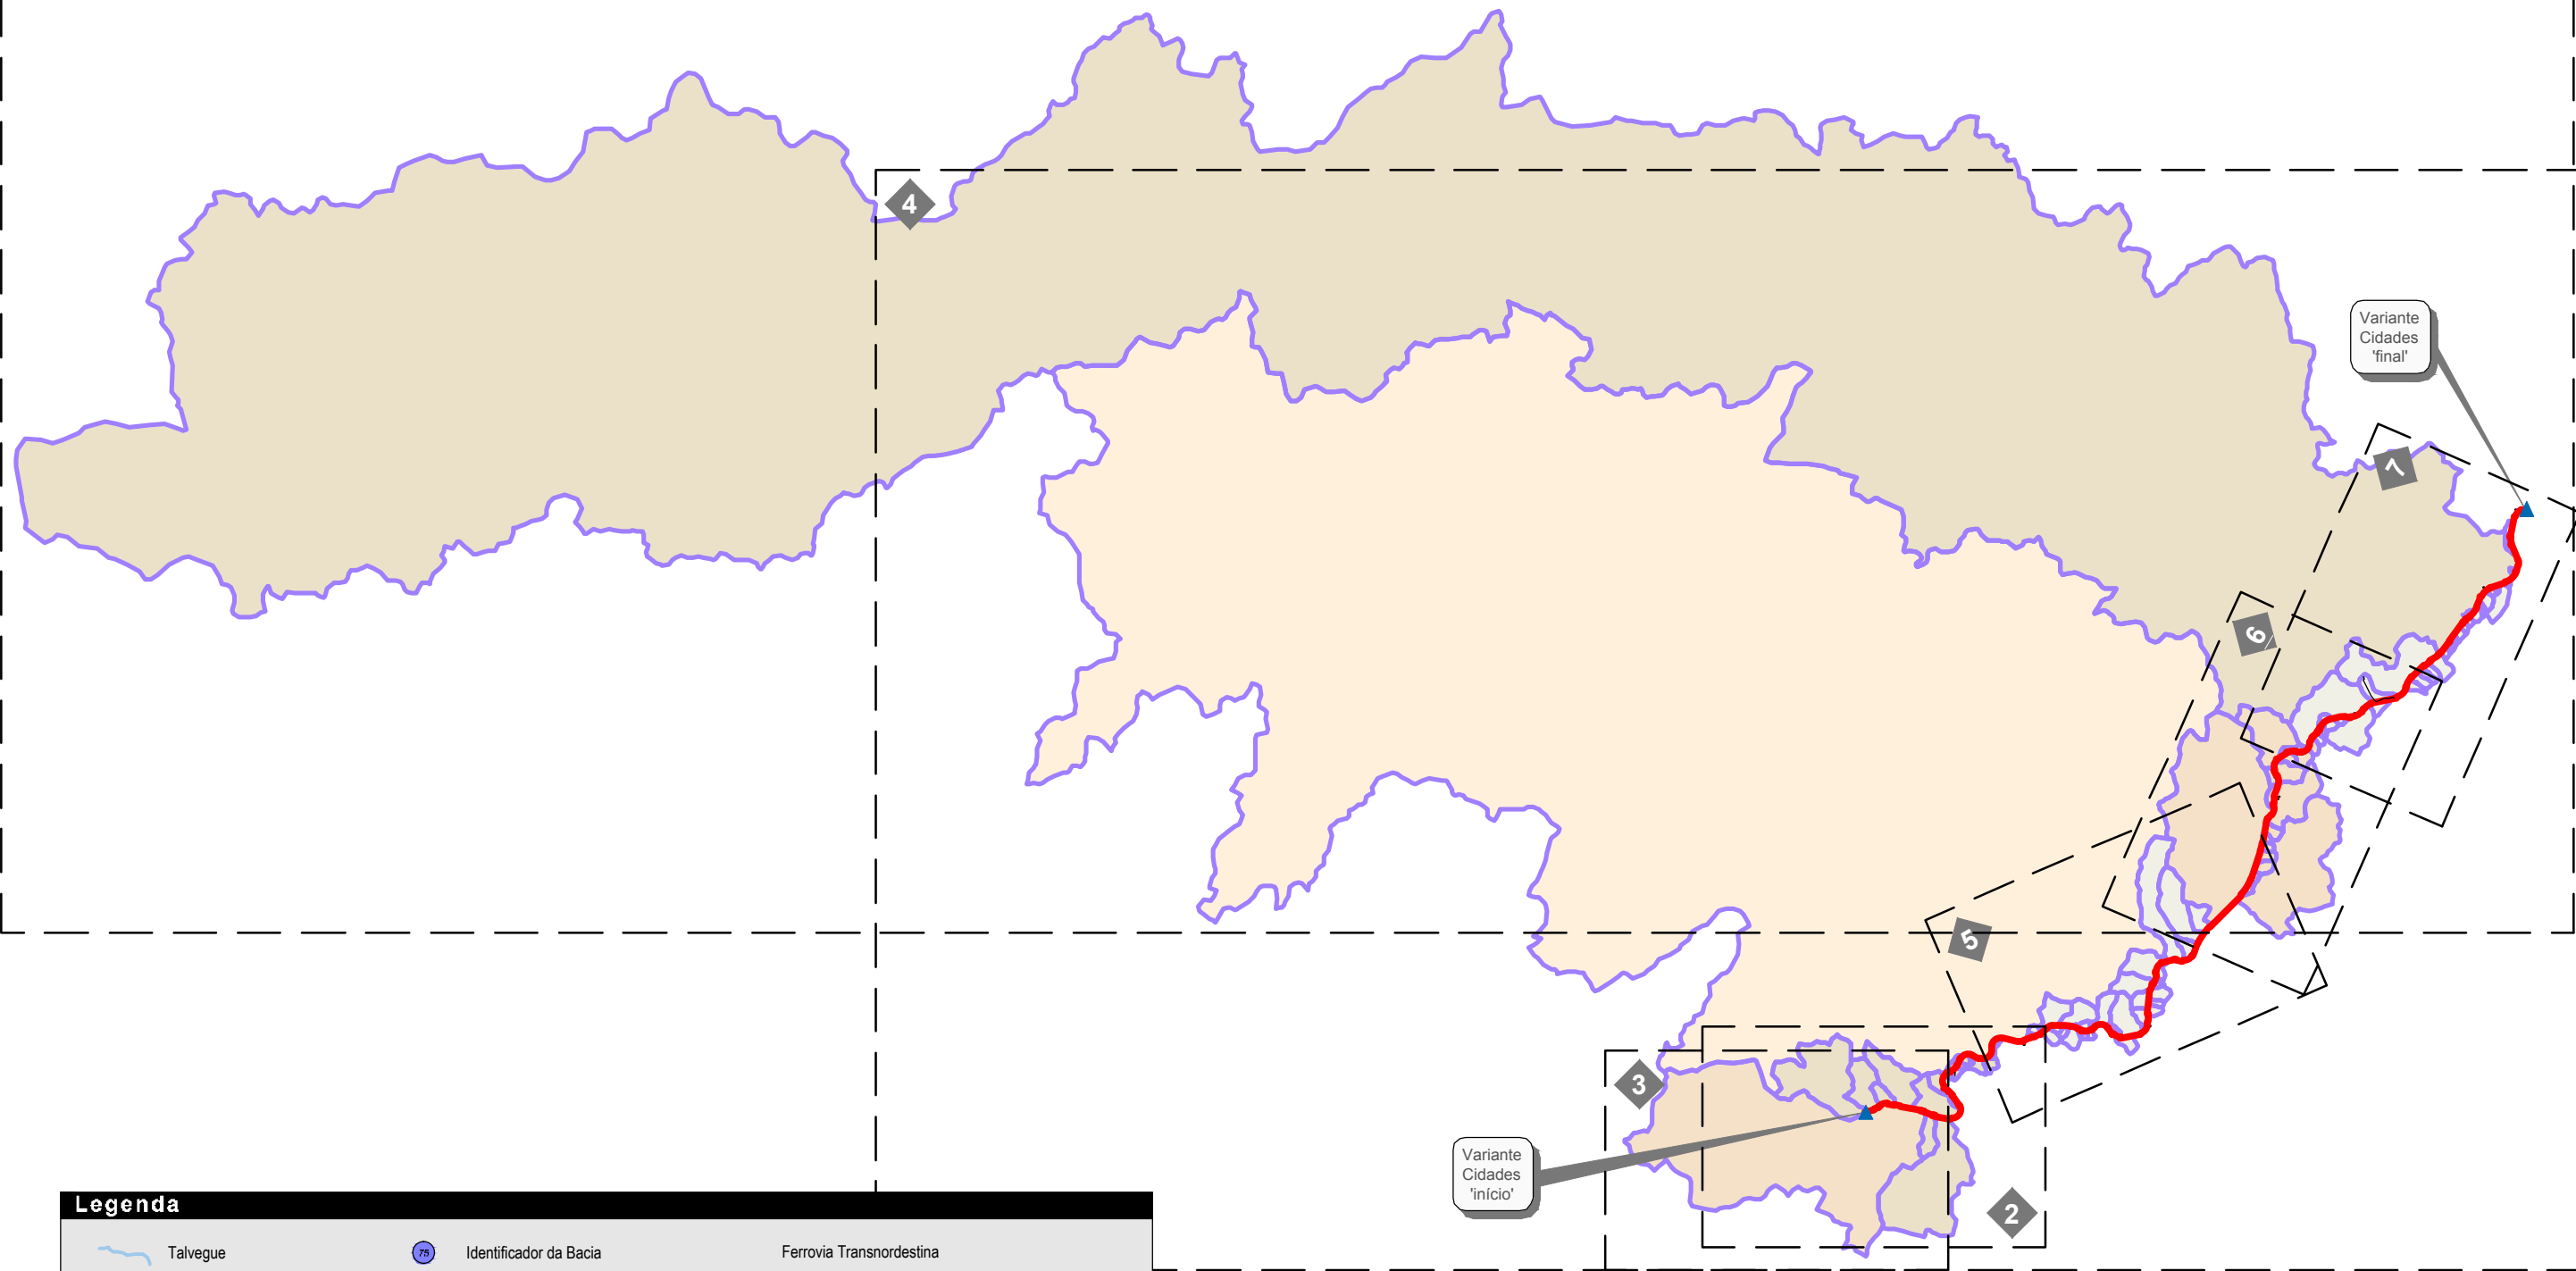 4
Variante
Cidades
'final'
7
6
5
3
Variante
Cidades
'início'
2
Legenda
Talvegue
75
Identificador da Bacia
Ferrovia Transnordestina